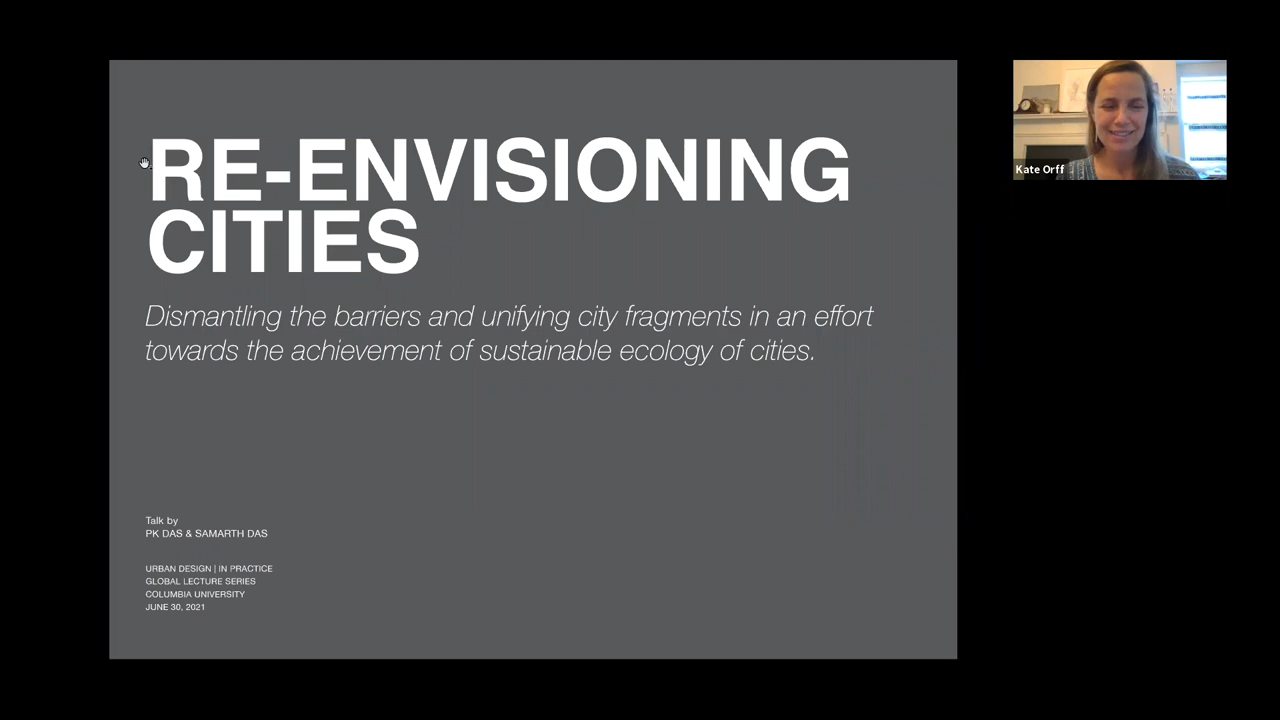 RE-ENVISIONING
CITIES
Dismantling the barriers and unifying city fragments in an effort
towards the achievement of sustainable ecology of cities.
Talk by
PK DAS & SAMARTH DAS
URBAN DESIGN | IN PRACTICE
GLOBAL LECTURE SERIES
COLUMBIA UNIVERSITY
JUNE 30, 2021
Kate Orff